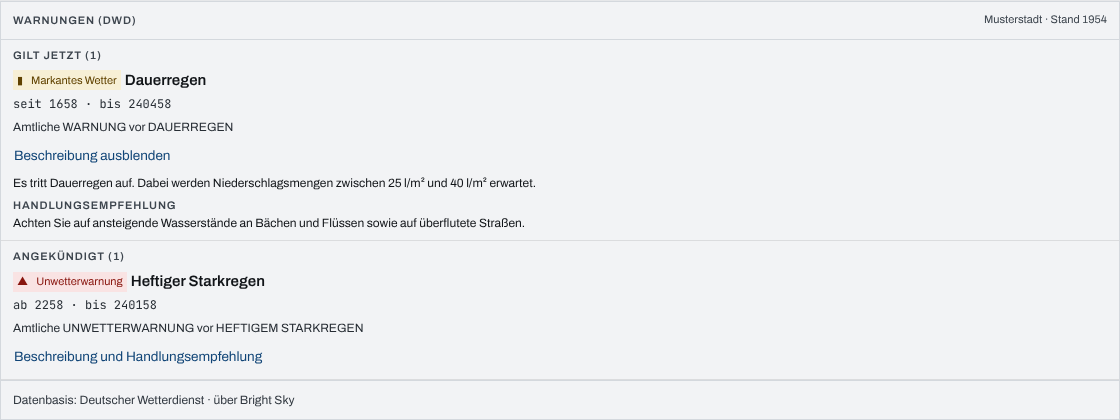 WARNUNGEN (DWD)
Musterstadt · Stand 1954
GILT JETZT (1)
Markantes Wetter Dauerregen
seit 1658 · bis 240458
Amtliche WARNUNG vor DAUERREGEN
Beschreibung ausblenden
Es tritt Dauerregen auf. Dabei werden Niederschlagsmengen zwischen 25 l/m² und 40 l/m² erwartet.
HANDLUNGSEMPFEHLUNG
Achten Sie auf ansteigende Wasserstände an Bächen und Flüssen sowie auf überflutete Straßen.
ANGEKÜNDIGT (1)
Unwetterwarnung Heftiger Starkregen
ab 2258 · bis 240158
Amtliche UNWETTERWARNUNG vor HEFTIGEM STARKREGEN
Beschreibung und Handlungsempfehlung
Datenbasis: Deutscher Wetterdienst · über Bright Sky